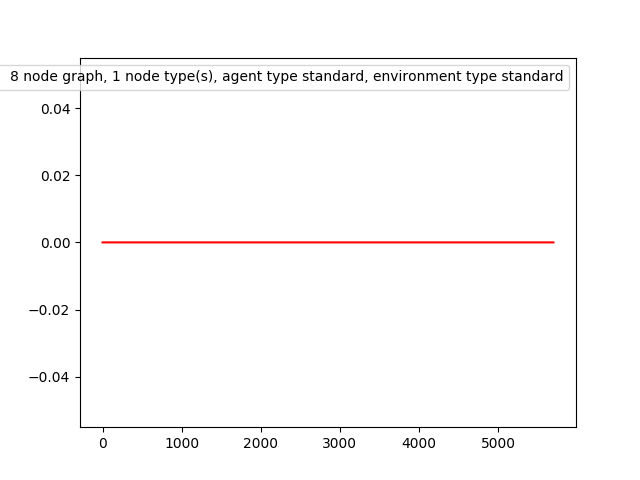 8 node graph, 1 node type(s), agent type standard, environment type standard
0.04
0.02
0.00
−0.02
−0.04
0 1000 2000 3000 4000 5000